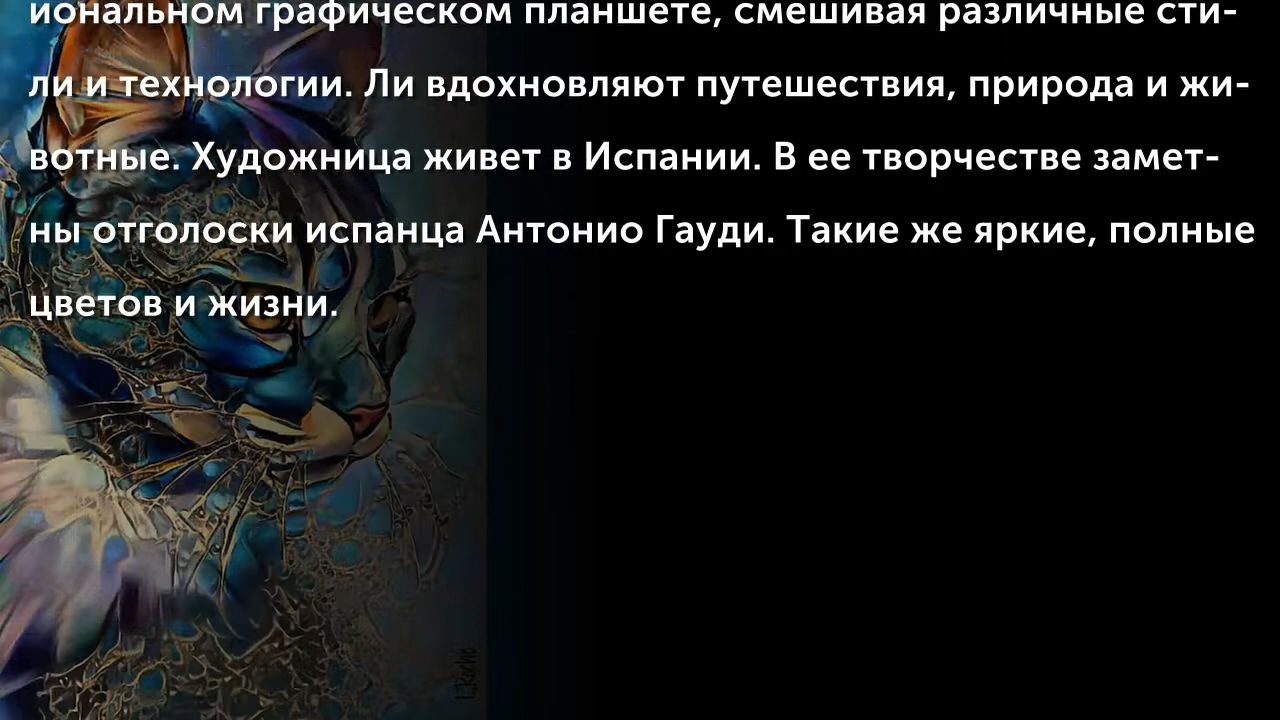 иональном графическом планшете, смешивая различные сти-
ли и технологии. Ли вдохновляют путешествия, природа и жи-
вотные. Художница живет в Испании. В ее творчестве замет-
ны отголоски испанца Антонио Гауди. Такие же яркие, полные
цветов и жизни.
L.Roche